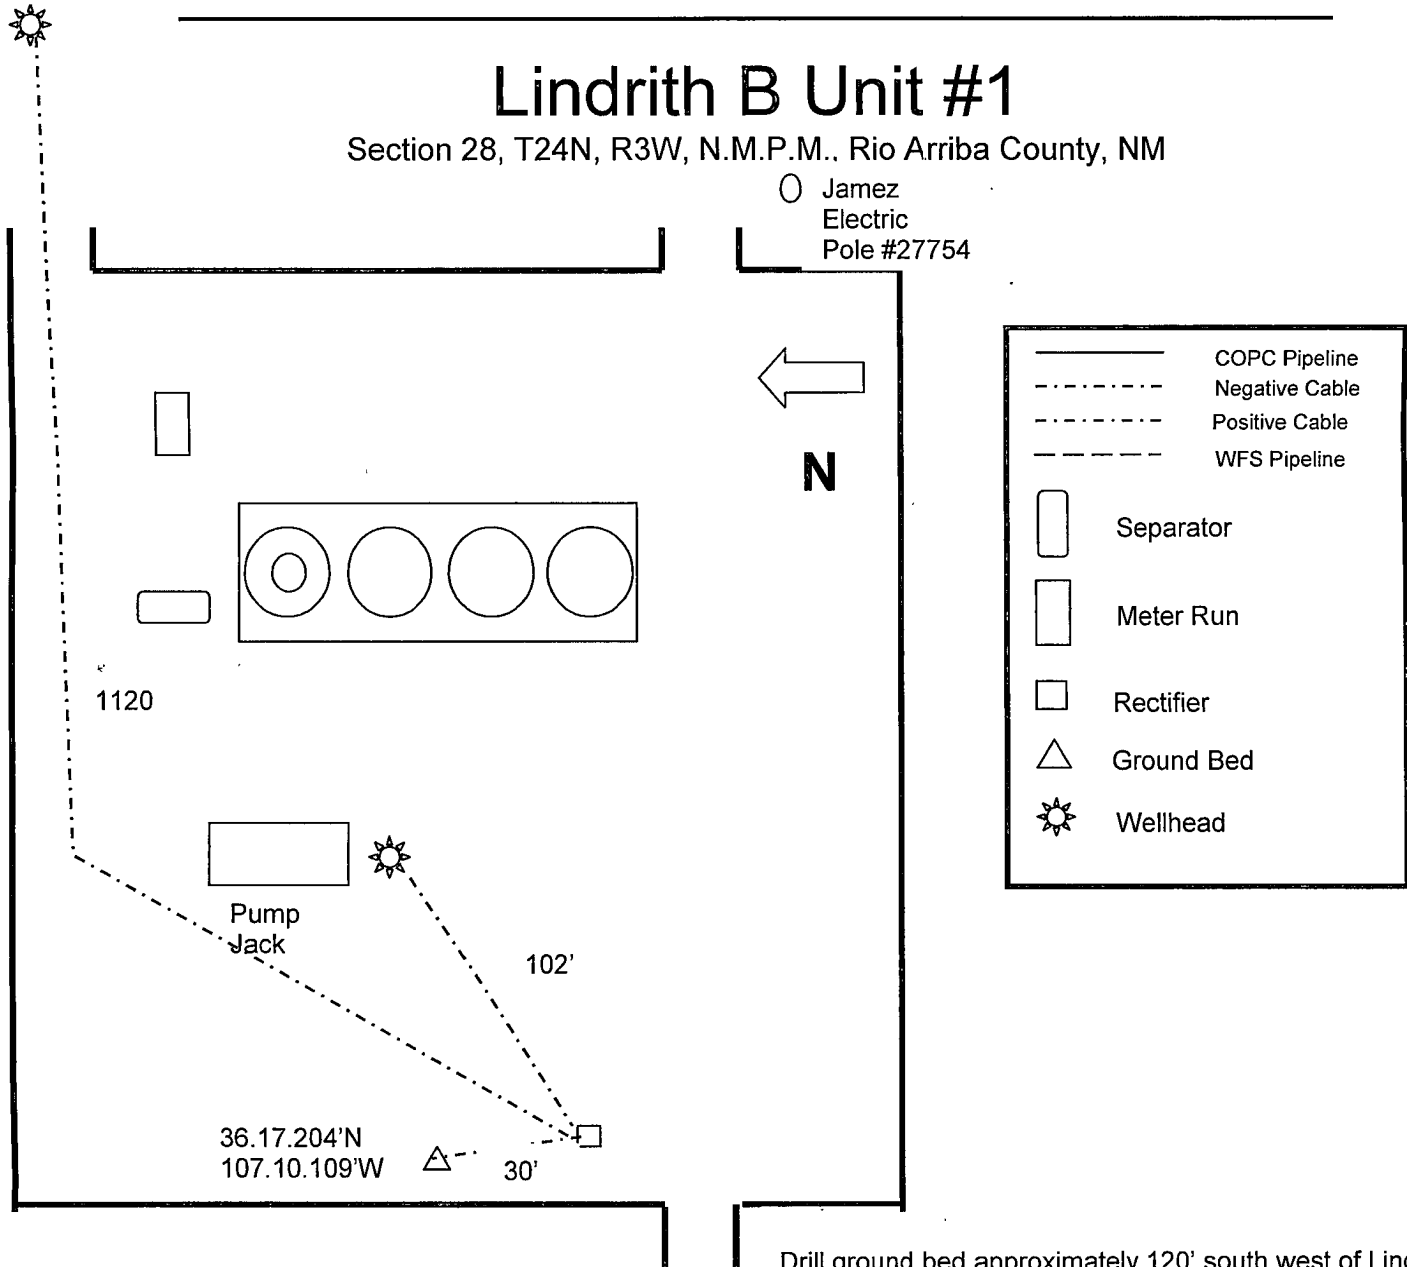 Lindrith B Unit #1
Section 28, T24N, R3W, N.M.P.M., Rio Arriba County, NM
Jamez
Electric
Pole #27754
N
COPC Pipeline
Negative Cable
Positive Cable
WFS Pipeline
Separator
Meter Run
Rectifier
Ground Bed
Wellhead
1120
Pump
Jack
102'
36.17.204'N
107.10.109'W
30'
Drill ground bed approximately 120' south west of